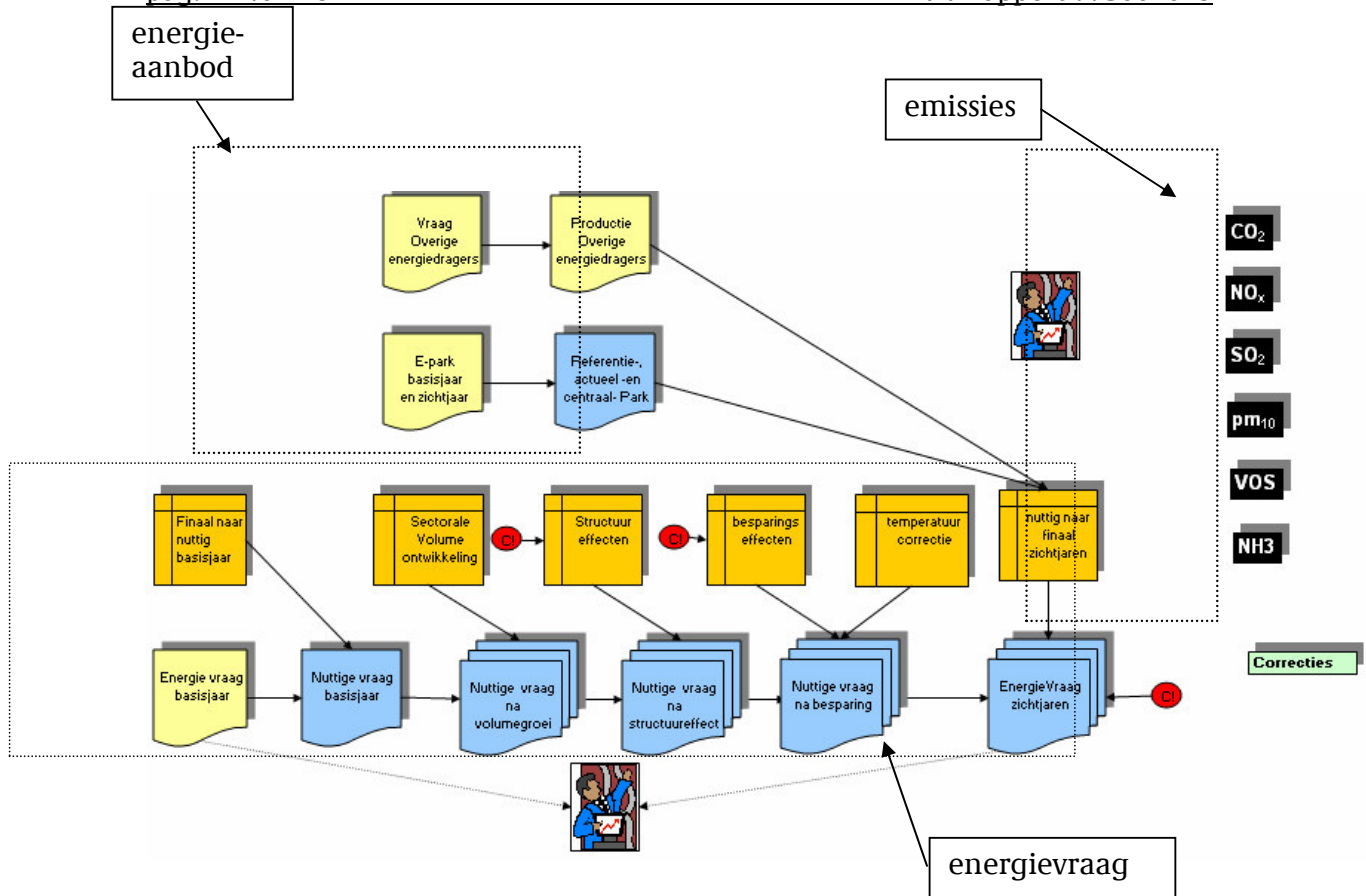 energie-
aanbod
emissies
Vraag
Overige
energiedragers
Productie
Overige
energiedragers
CO₂
NOₓ
SO₂
pm₁₀
VOS
NH3
E-park
basisjaar
en zichtjaar
Referentie-,
actueel -en
centraal- Park
Finaal naar
nuttig
basisjaar
Sectorale
Volume
ontwikkeling
C!
Structuur
effecten
C!
besparings
effecten
temperatuur
correctie
nuttig naar
finaal
zichtjaren
Energie vraag
basisjaar
Nuttige vraag
basisjaar
Nuttige vraag
na
volumegroei
Nuttige vraag
na
structureffect
Nuttige vraag
na besparing
EnergieVraag
zichtjaren
C!
Correcties
energievraag